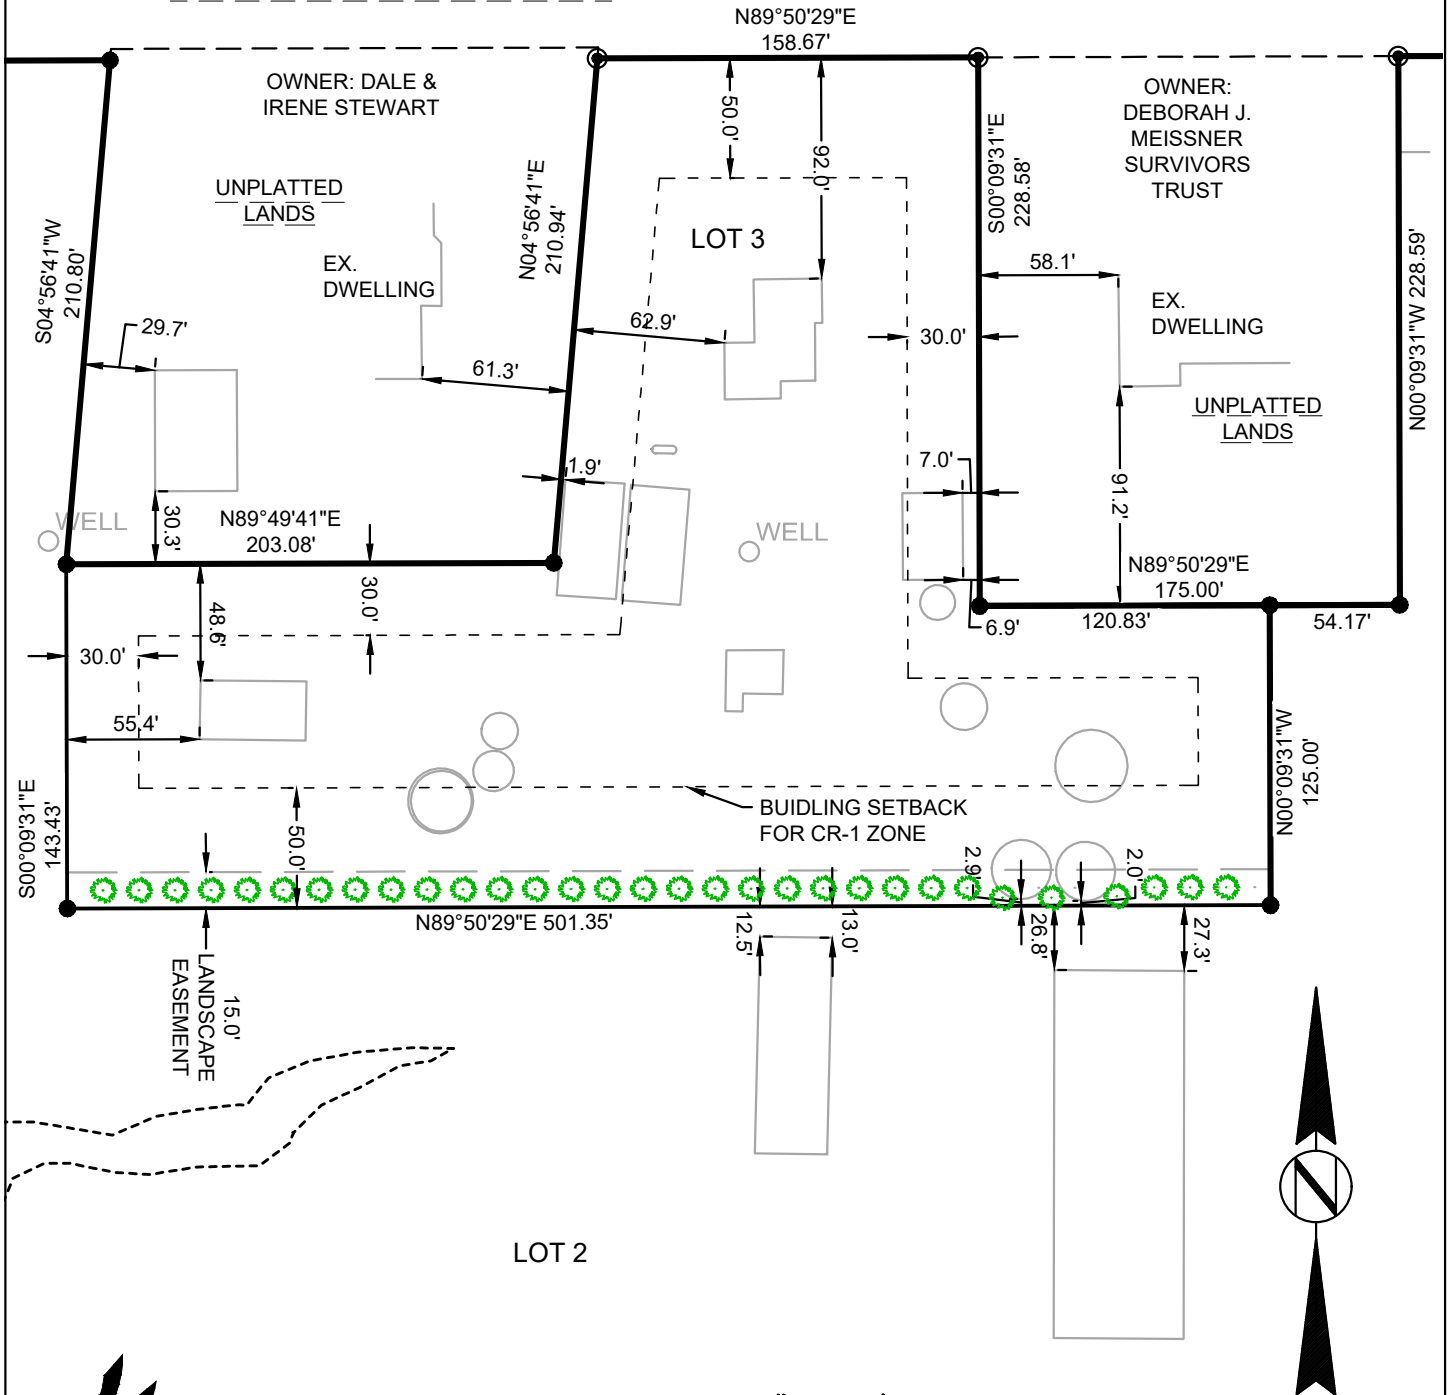 N89°50'29"E
158.67'
OWNER: DALE &
IRENE STEWART
OWNER:
DEBORAH J.
MEISSNER
SURVIVORS
TRUST
50.0'
92.0'
S00°09'31"E
228.58'
UNPLATTED
LANDS
N04°56'41"E
210.94'
S04°56'41"W
210.80'
LOT 3
EX.
DWELLING
58.1'
EX.
DWELLING
N00°09'31"W 228.59'
29.7'
62.9'
30.0'
61.3'
UNPLATTED
LANDS
1.9'
7.0'
91.2'
WELL
30.3'
N89°49'41"E
203.08'
WELL
N89°50'29"E
175.00'
30.0'
48.6'
6.9'
120.83'
54.17'
30.0'
55.4'
S00°09'31"E
143.43'
N00°09'31"W
125.00'
BUIDLING SETBACK
FOR CR-1 ZONE
50.0'
2.9'
2.0'
N89°50'29"E 501.35'
12.5'
13.0'
26.8'
27.3'
15.0'
LANDSCAPE
EASEMENT
LOT 2
N